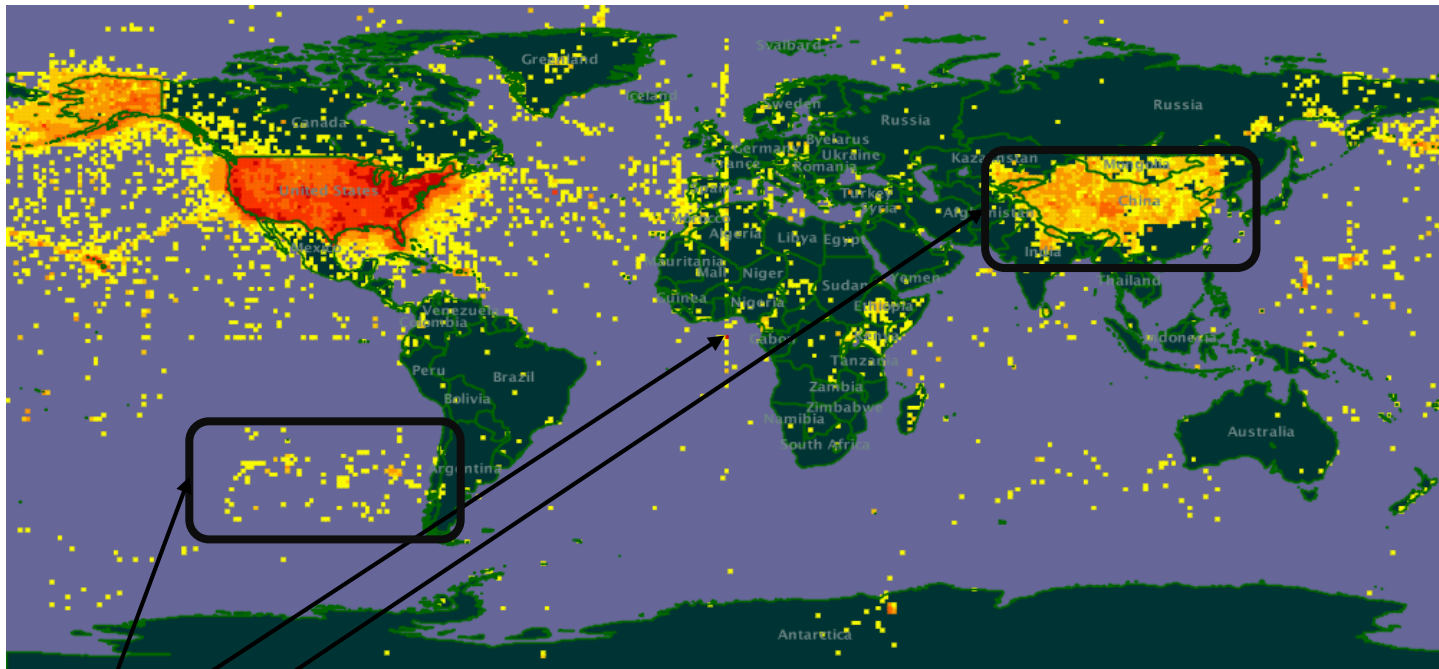 Svalbard
Greenland
Iceland
Sweden
Russia
Russia
Canada
Byelarus
Germany
Ukraine
France
Kazakhstan
Mongolia
Romania
United States
Turkey
China
Syria
Afghanistan
Algeria
Libya
Egypt
Mexico
India
Mauritania
Mali
Niger
Sudan
Yemen
Thailand
Guinea
Nigeria
Ethiopia
Venezuela
Colombia
Gabon
Kenya
Indonesia
Tanzania
Peru
Brazil
Zambia
Bolivia
Zimbabwe
Namibia
Australia
South Africa
Argentina
Antarctica